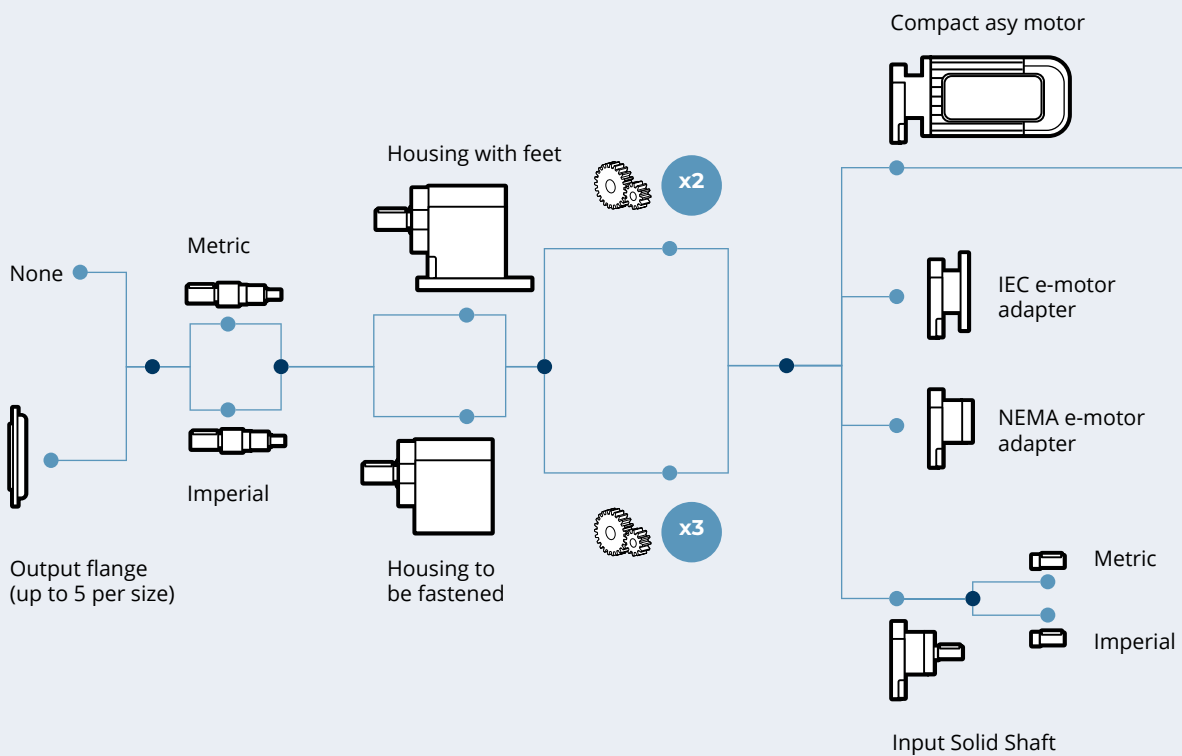 Compact asy motor
Housing with feet
x2
Metric
None
IEC e-motor
adapter
NEMA e-motor
adapter
Imperial
x3
Output flange
(up to 5 per size)
Housing to
be fastened
Metric
Imperial
Input Solid Shaft